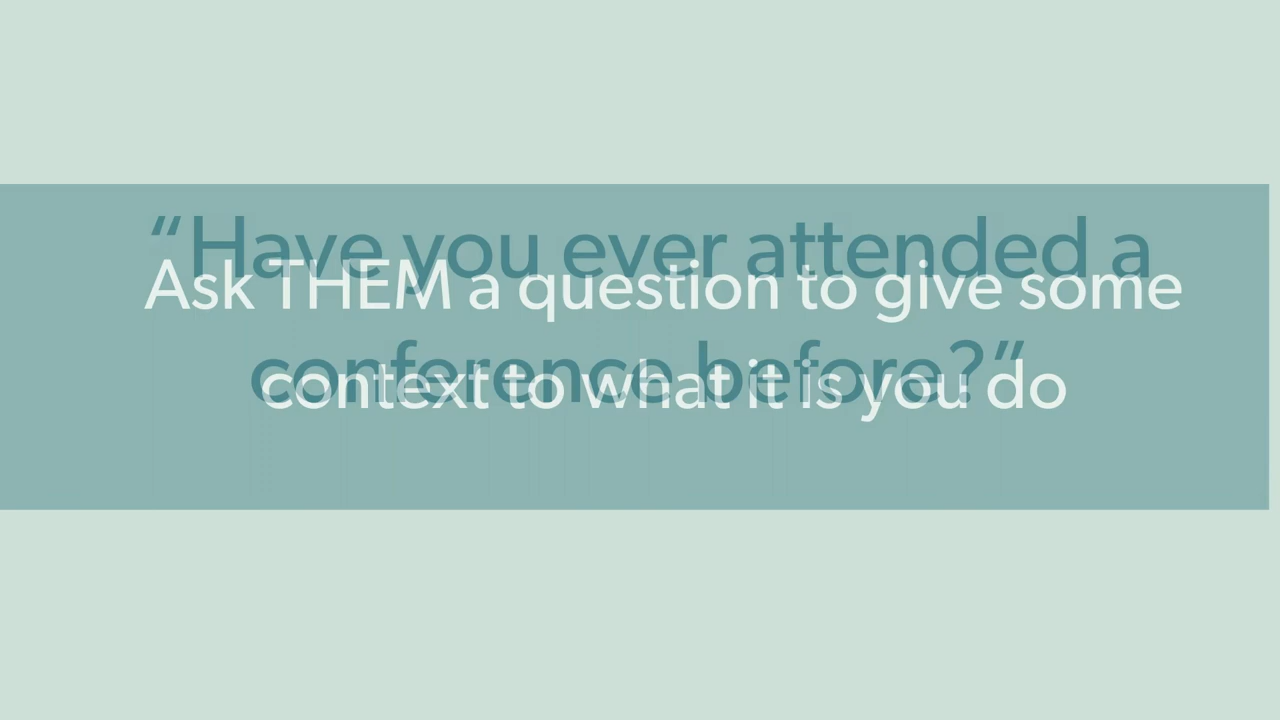 “Have you ever attended a
Ask THEM a question to give some
conference before?”
context to what it is you do